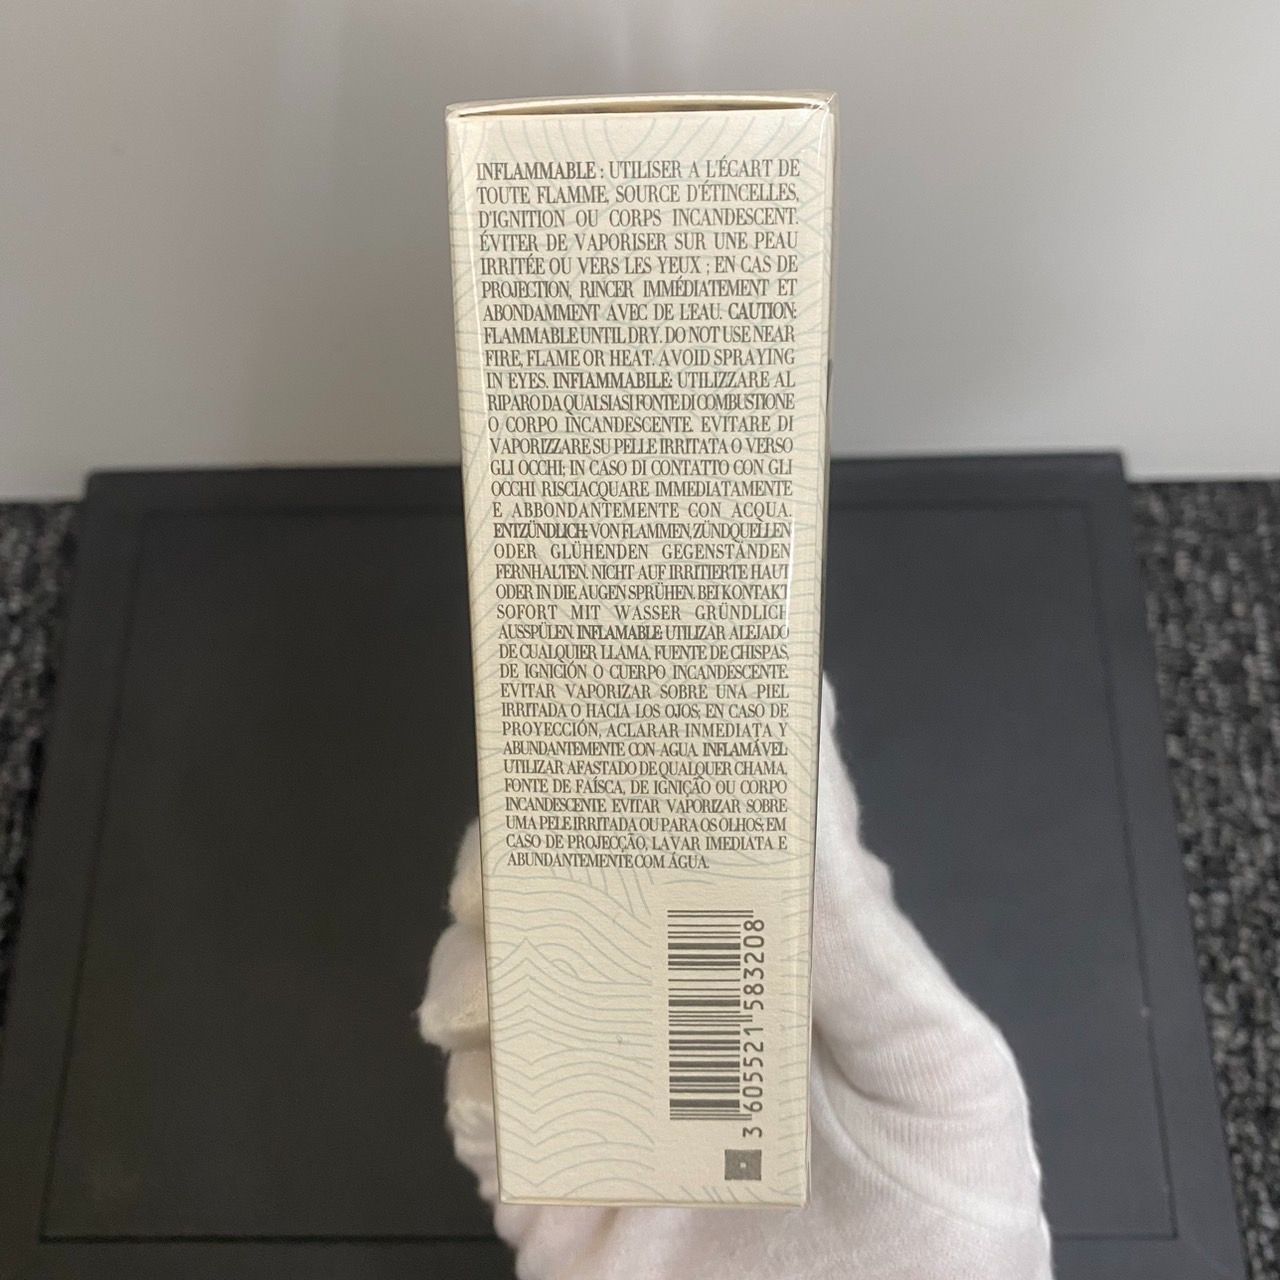 INFLAMMABLE : UTILISER A L'ÉCART DE
TOUTE FLAMME, SOURCE D'ÉTINCELLES,
D'IGNITION OU CORPS INCANDESCENT.
ÉVITER DE VAPORISER SUR UNE PEAU
IRRITÉE OU VERS LES YEUX ; EN CAS DE
PROJECTION, RINCER IMMÉDIATEMENT ET
ABONDAMMENT AVEC DE L'EAU. CAUTION:
FLAMMABLE UNTIL DRY. DO NOT USE NEAR
FIRE, FLAME OR HEAT. AVOID SPRAYING
IN EYES. INFIAMMABILE: UTILIZZARE AL
RIPARO DA QUALSIASI FONTE DI COMBUSTIONE
O CORPO INCANDESCENTE. EVITARE DI
VAPORIZZARE SU PELLE IRRITATA O VERSO
GLI OCCHI; IN CASO DI CONTATTO CON GLI
OCCHI RISCIACQUARE IMMEDIATAMENTE
E ABBONDANTEMENTE CON ACQUA.
ENTZÜNDLICH: VON FLAMMEN, ZÜNDQUELLEN
ODER GLÜHENDEN GEGENSTÄNDEN
FERNHALTEN. NICHT AUF IRRITIERTE HAUT
ODER IN DIE AUGEN SPRÜHEN. BEI KONTAKT
SOFORT MIT WASSER GRÜNDLICH
AUSSPÜLEN. INFLAMABLE: UTILIZAR ALEJADO
DE CUALQUIER LLAMA, FUENTE DE CHISPAS,
DE IGNICIÓN O CUERPO INCANDESCENTE.
EVITAR VAPORIZAR SOBRE UNA PIEL
IRRITADA O HACIA LOS OJOS; EN CASO DE
PROYECCIÓN, ACLARAR INMEDIATA Y
ABUNDANTEMENTE CON AGUA. INFLAMÁVEL:
UTILIZAR AFASTADO DE QUALQUER CHAMA,
FONTE DE FAÍSCA, DE IGNIÇÃO OU CORPO
INCANDESCENTE. EVITAR VAPORIZAR SOBRE
UMA PELE IRRITADA OU PARA OS OLHOS; EM
CASO DE PROJECÇÃO, LAVAR IMEDIATA E
ABUNDANTEMENTE COM ÁGUA.
3 605521 583208